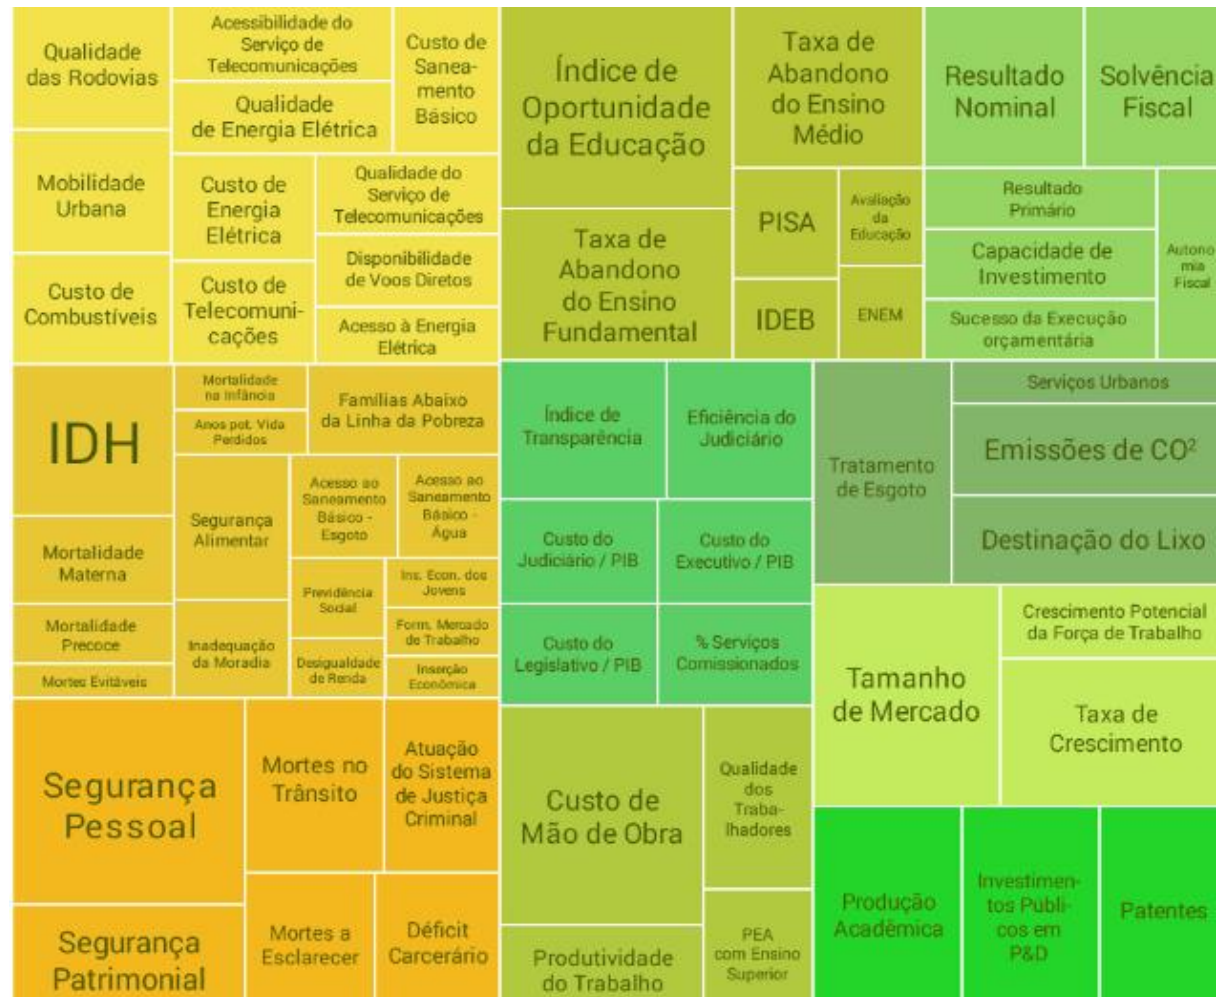 Qualidade
das Rodovias
Acessibilidade do
Serviço de
Telecomunicações
Custo de
Sanea-
mento
Básico
Qualidade
de Energia Elétrica
Mobilidade
Urbana
Custo de
Energia
Elétrica
Qualidade do
Serviço de
Telecomunicações
Disponibilidade
de Voos Diretos
Custo de
Combustíveis
Custo de
Telecomuni-
cações
Acesso à Energia
Elétrica
Índice de
Oportunidade
da Educação
Taxa de
Abandono
do Ensino
Médio
Taxa de
Abandono
do Ensino
Fundamental
PISA
Avaliação
da
Educação
IDEB
ENEM
Resultado
Nominal
Solvência
Fiscal
Resultado
Primário
Capacidade de
Investimento
Sucesso da Execução
orçamentária
Autono
mia
Fiscal
IDH
Mortalidade
na Infância
Anos pot. Vida
Perdidos
Famílias Abaixo
da Linha da Pobreza
Segurança
Alimentar
Acesso ao
Saneamento
Básico -
Esgoto
Acesso ao
Saneamento
Básico -
Água
Mortalidade
Materna
Previdência
Social
Ins. Econ. dos
Jovens
Mortalidade
Precoce
Inadequação
da Moradia
Form. Mercado
de Trabalho
Desigualdade
de Renda
Inserção
Econômica
Mortes Evitáveis
Índice de
Transparência
Eficiência do
Judiciário
Custo do
Judiciário / PIB
Custo do
Executivo / PIB
Custo do
Legislativo / PIB
% Serviços
Comissionados
Tratamento
de Esgoto
Serviços Urbanos
Emissões de CO²
Destinação do Lixo
Tamanho
de Mercado
Crescimento Potencial
da Força de Trabalho
Taxa de
Crescimento
Segurança
Pessoal
Mortes no
Trânsito
Atuação
do Sistema
de Justiça
Criminal
Segurança
Patrimonial
Mortes a
Esclarecer
Déficit
Carcerário
Custo de
Mão de Obra
Qualidade
dos
Traba-
lhadores
Produtividade
do Trabalho
PEA
com Ensino
Superior
Produção
Acadêmica
Investimen-
tos Públi-
cos em
P&D
Patentes